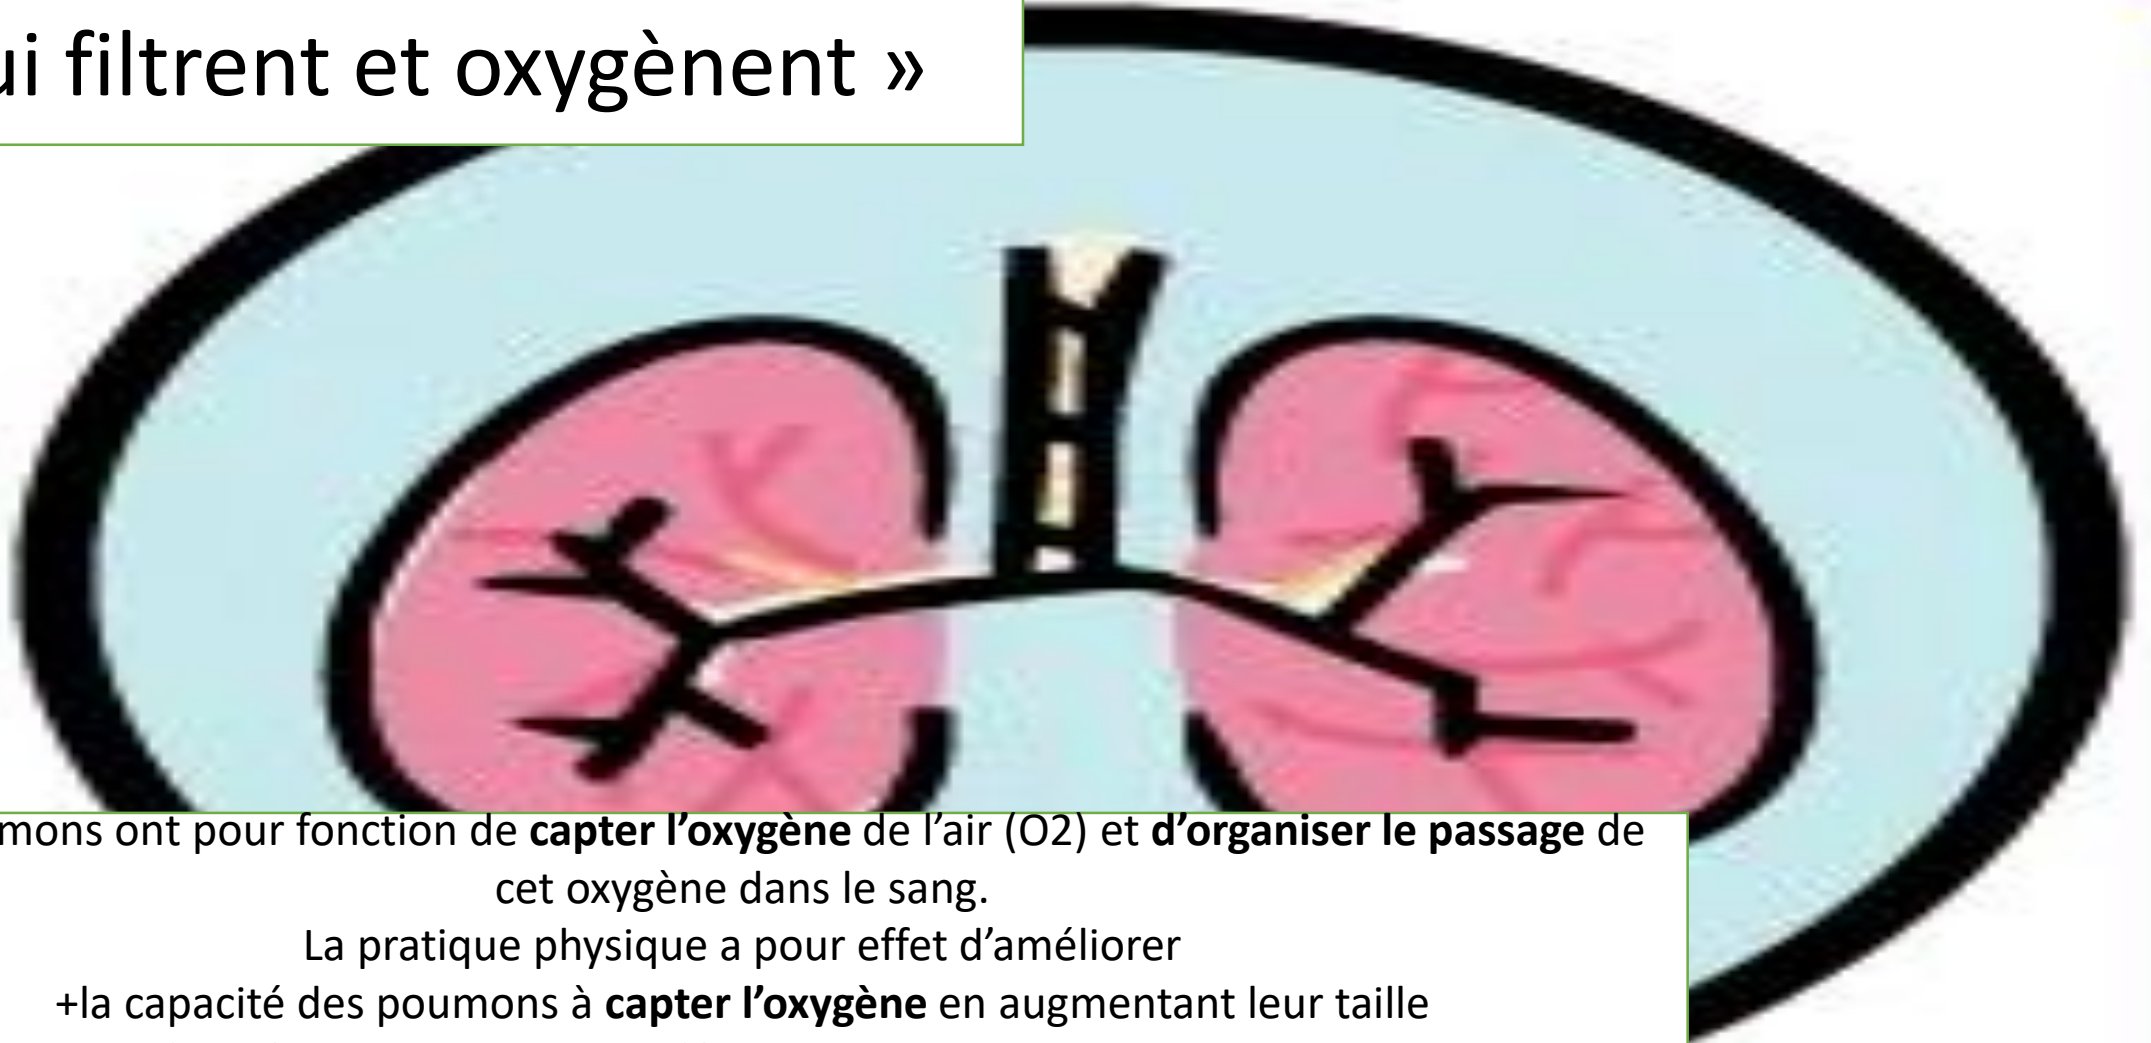 ui filtrent et oxygènent »
mons ont pour fonction de capter l’oxygène de l’air (O2) et d’organiser le passage de
cet oxygène dans le sang.
La pratique physique a pour effet d’améliorer
+la capacité des poumons à capter l’oxygène en augmentant leur taille